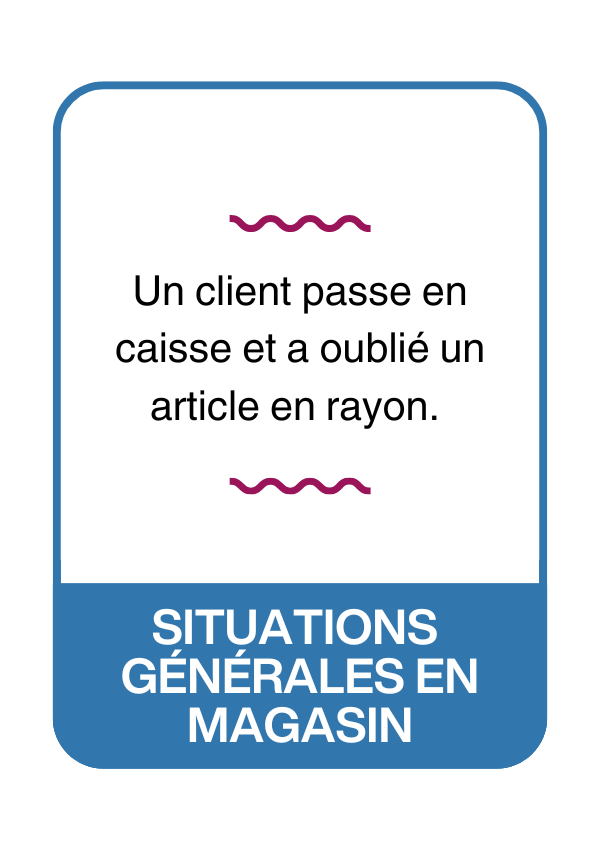 Un client passe en
caisse et a oublié un
article en rayon.
SITUATIONS
GÉNÉRALES EN
MAGASIN